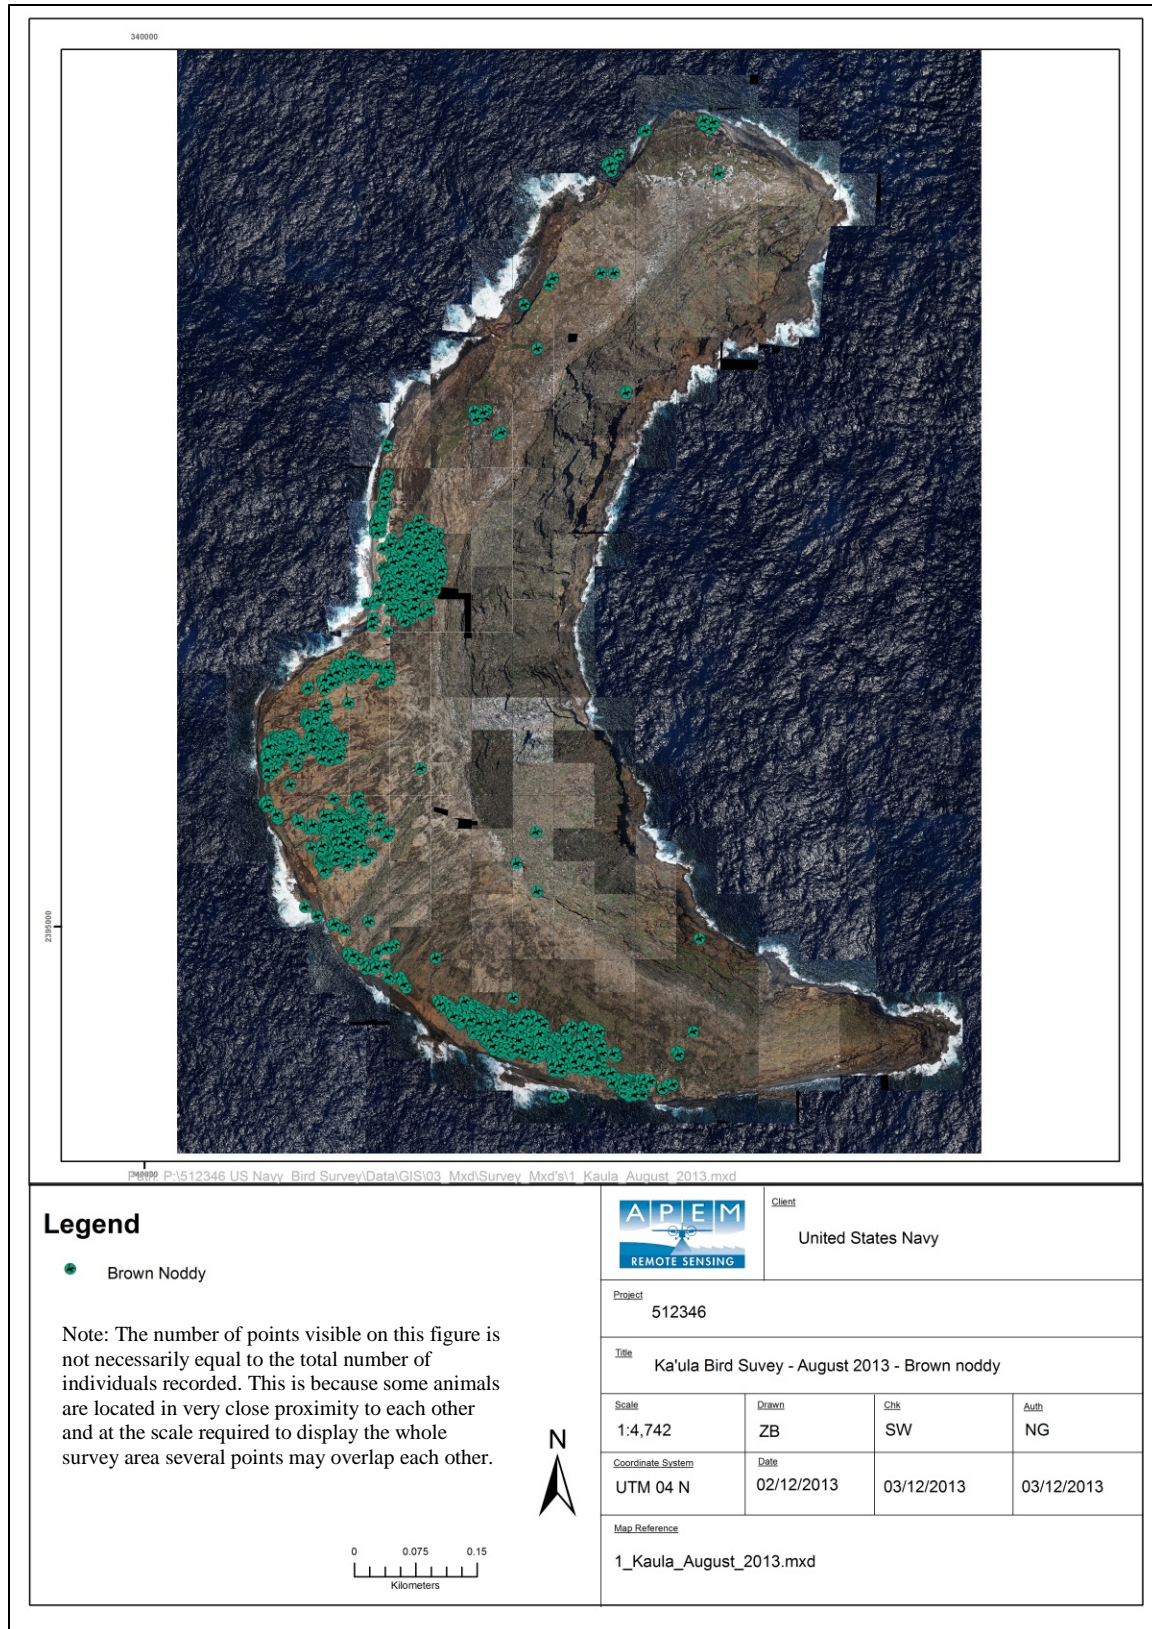 340000
2395000
340000
Path: P:\512346 US Navy Bird Survey\Data\GIS\03_Mxd\Survey_Mxd's\1_Kaula_August_2013.mxd
Legend
Brown Noddy
Note: The number of points visible on this figure is
not necessarily equal to the total number of
individuals recorded. This is because some animals
are located in very close proximity to each other
and at the scale required to display the whole
survey area several points may overlap each other.
N
0 0.075 0.15
Kilometers
APEM
REMOTE SENSING
Client
United States Navy
Project
512346
Title
Ka'ula Bird Suvey - August 2013 - Brown noddy
Scale
1:4,742
Drawn
ZB
Chk
SW
Auth
NG
Coordinate System
UTM 04 N
Date
02/12/2013
03/12/2013
03/12/2013
Map Reference
1_Kaula_August_2013.mxd